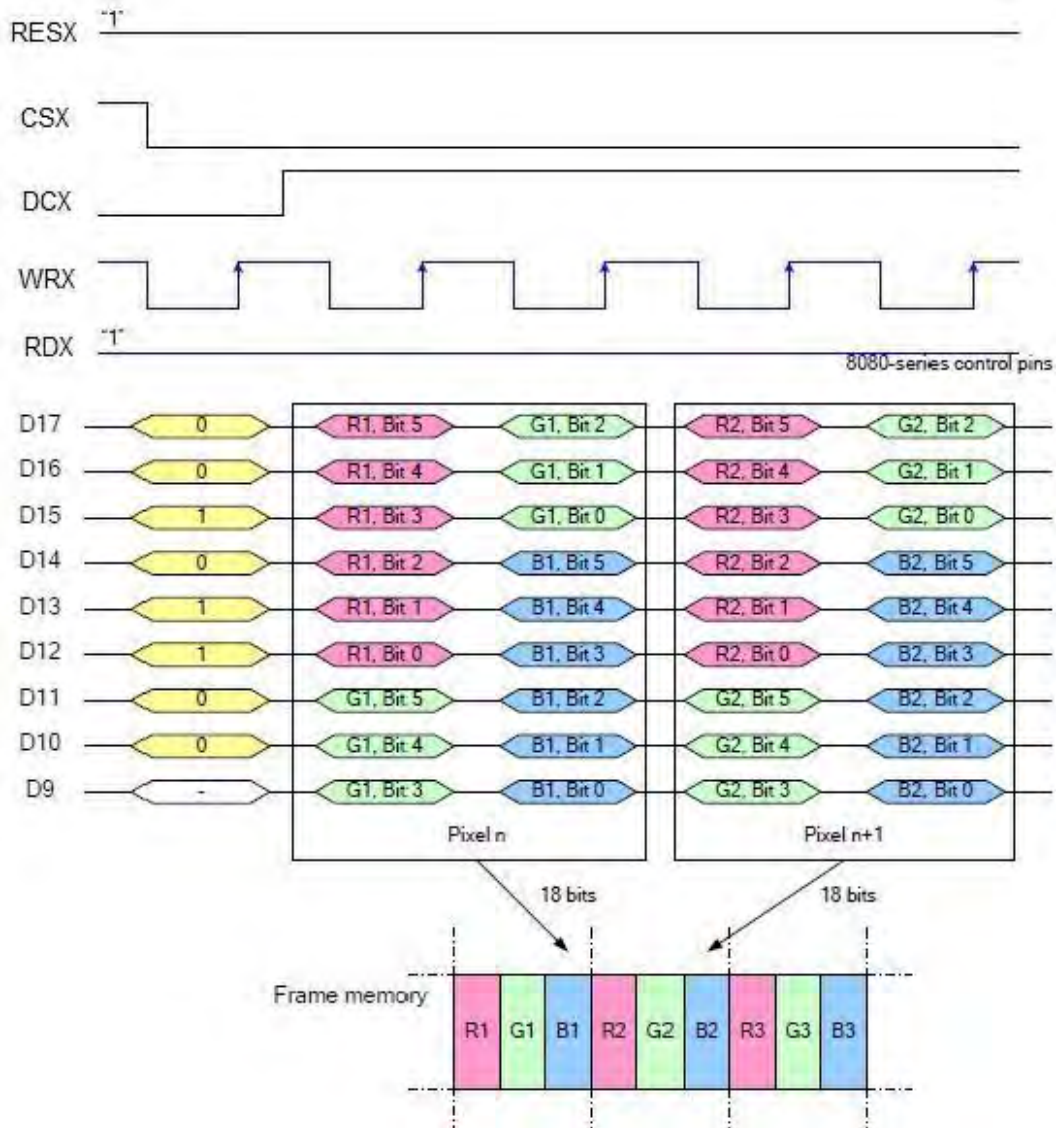 RESX "1"
CSX
DCX
WRX
RDX "1"
8080-series control pins
D17 0 R1, Bit 5 G1, Bit 2 R2, Bit 5 G2, Bit 2
D16 0 R1, Bit 4 G1, Bit 1 R2, Bit 4 G2, Bit 1
D15 1 R1, Bit 3 G1, Bit 0 R2, Bit 3 G2, Bit 0
D14 0 R1, Bit 2 B1, Bit 5 R2, Bit 2 B2, Bit 5
D13 1 R1, Bit 1 B1, Bit 4 R2, Bit 1 B2, Bit 4
D12 1 R1, Bit 0 B1, Bit 3 R2, Bit 0 B2, Bit 3
D11 0 G1, Bit 5 B1, Bit 2 G2, Bit 5 B2, Bit 2
D10 0 G1, Bit 4 B1, Bit 1 G2, Bit 4 B2, Bit 1
D9 - G1, Bit 3 B1, Bit 0 G2, Bit 3 B2, Bit 0
Pixel n Pixel n+1
18 bits 18 bits
Frame memory
R1 G1 B1 R2 G2 B2 R3 G3 B3